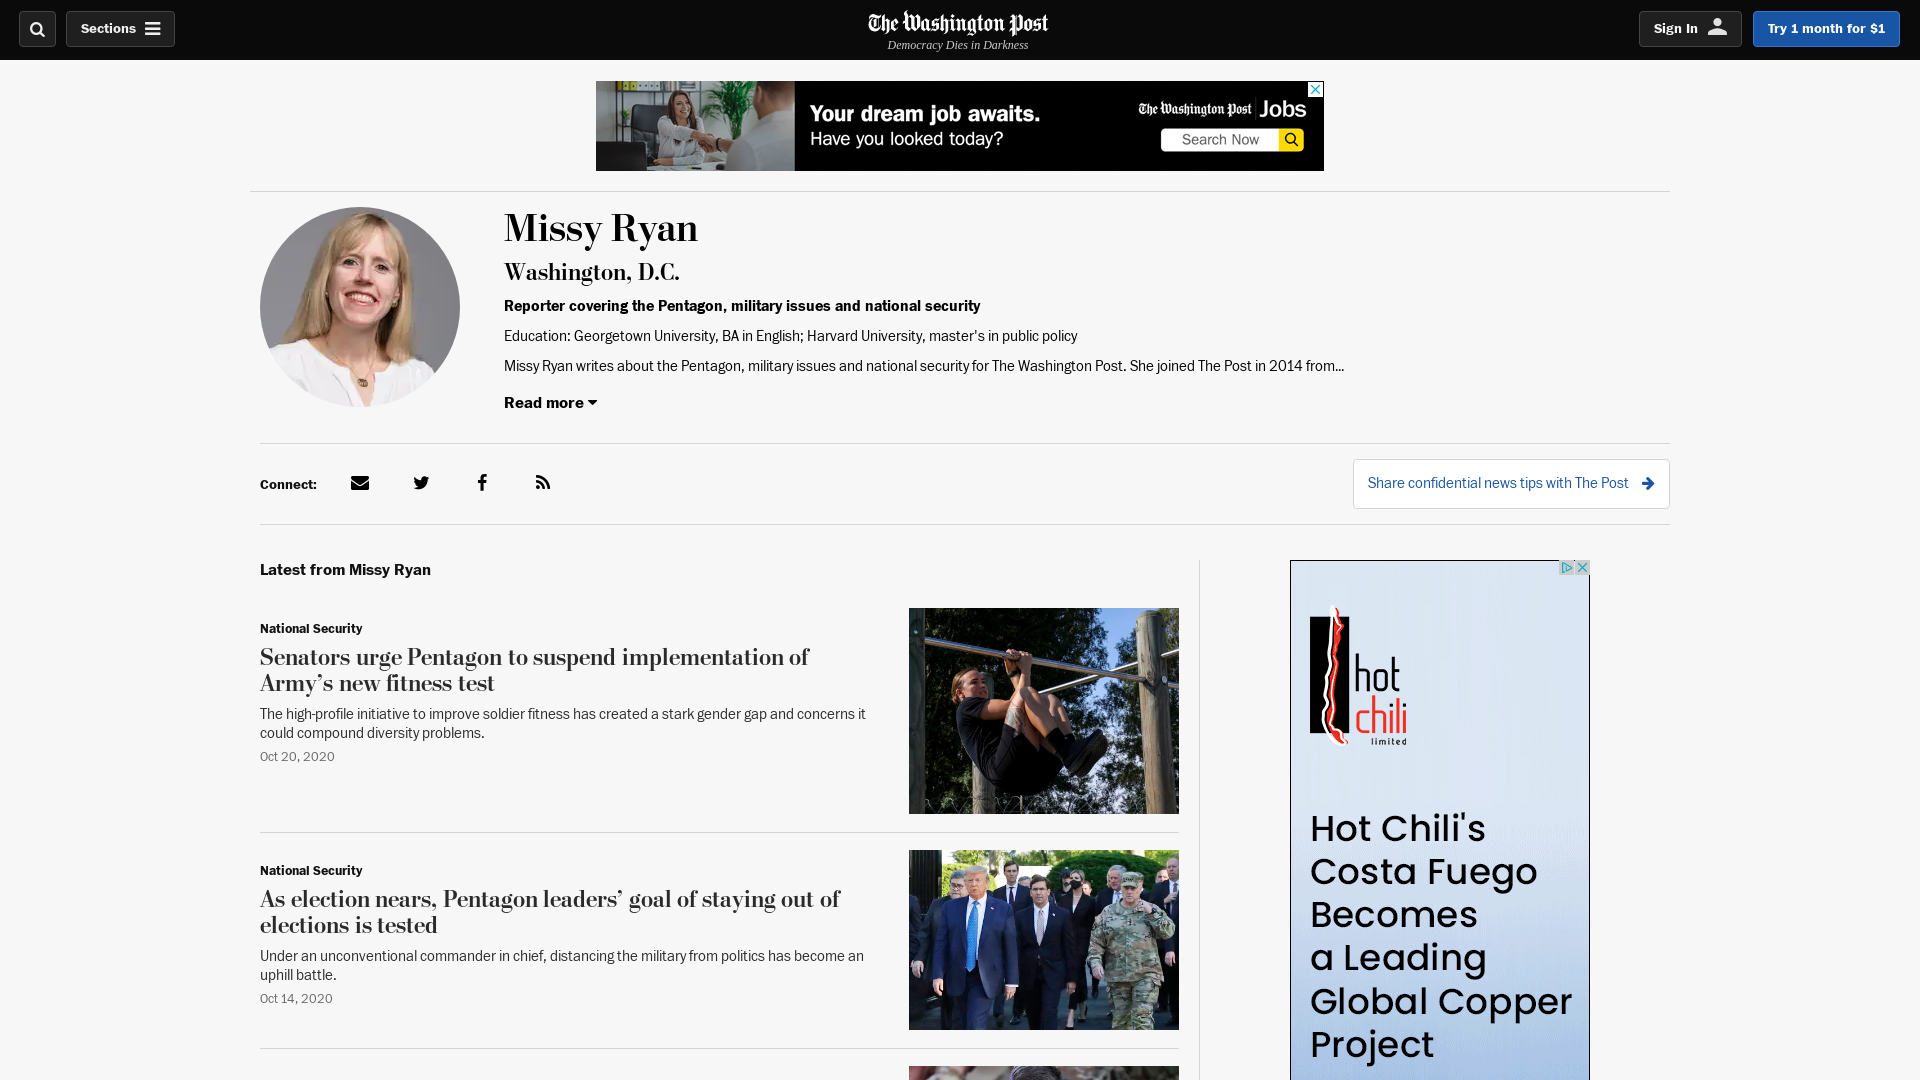 Sections
The Washington Post
Democracy Dies in Darkness
Sign In
Try 1 month for $1
Your dream job awaits.
Have you looked today?
The Washington Post Jobs
Search Now
Missy Ryan
Washington, D.C.
Reporter covering the Pentagon, military issues and national security
Education: Georgetown University, BA in English; Harvard University, master's in public policy
Missy Ryan writes about the Pentagon, military issues and national security for The Washington Post. She joined The Post in 2014 from...
Read more
Connect:
Share confidential news tips with The Post
Latest from Missy Ryan
National Security
Senators urge Pentagon to suspend implementation of
Army’s new fitness test
The high-profile initiative to improve soldier fitness has created a stark gender gap and concerns it
could compound diversity problems.
Oct 20, 2020
National Security
As election nears, Pentagon leaders’ goal of staying out of
elections is tested
Under an unconventional commander in chief, distancing the military from politics has become an
uphill battle.
Oct 14, 2020
hot
chili
limited
Hot Chili's
Costa Fuego
Becomes
a Leading
Global Copper
Project